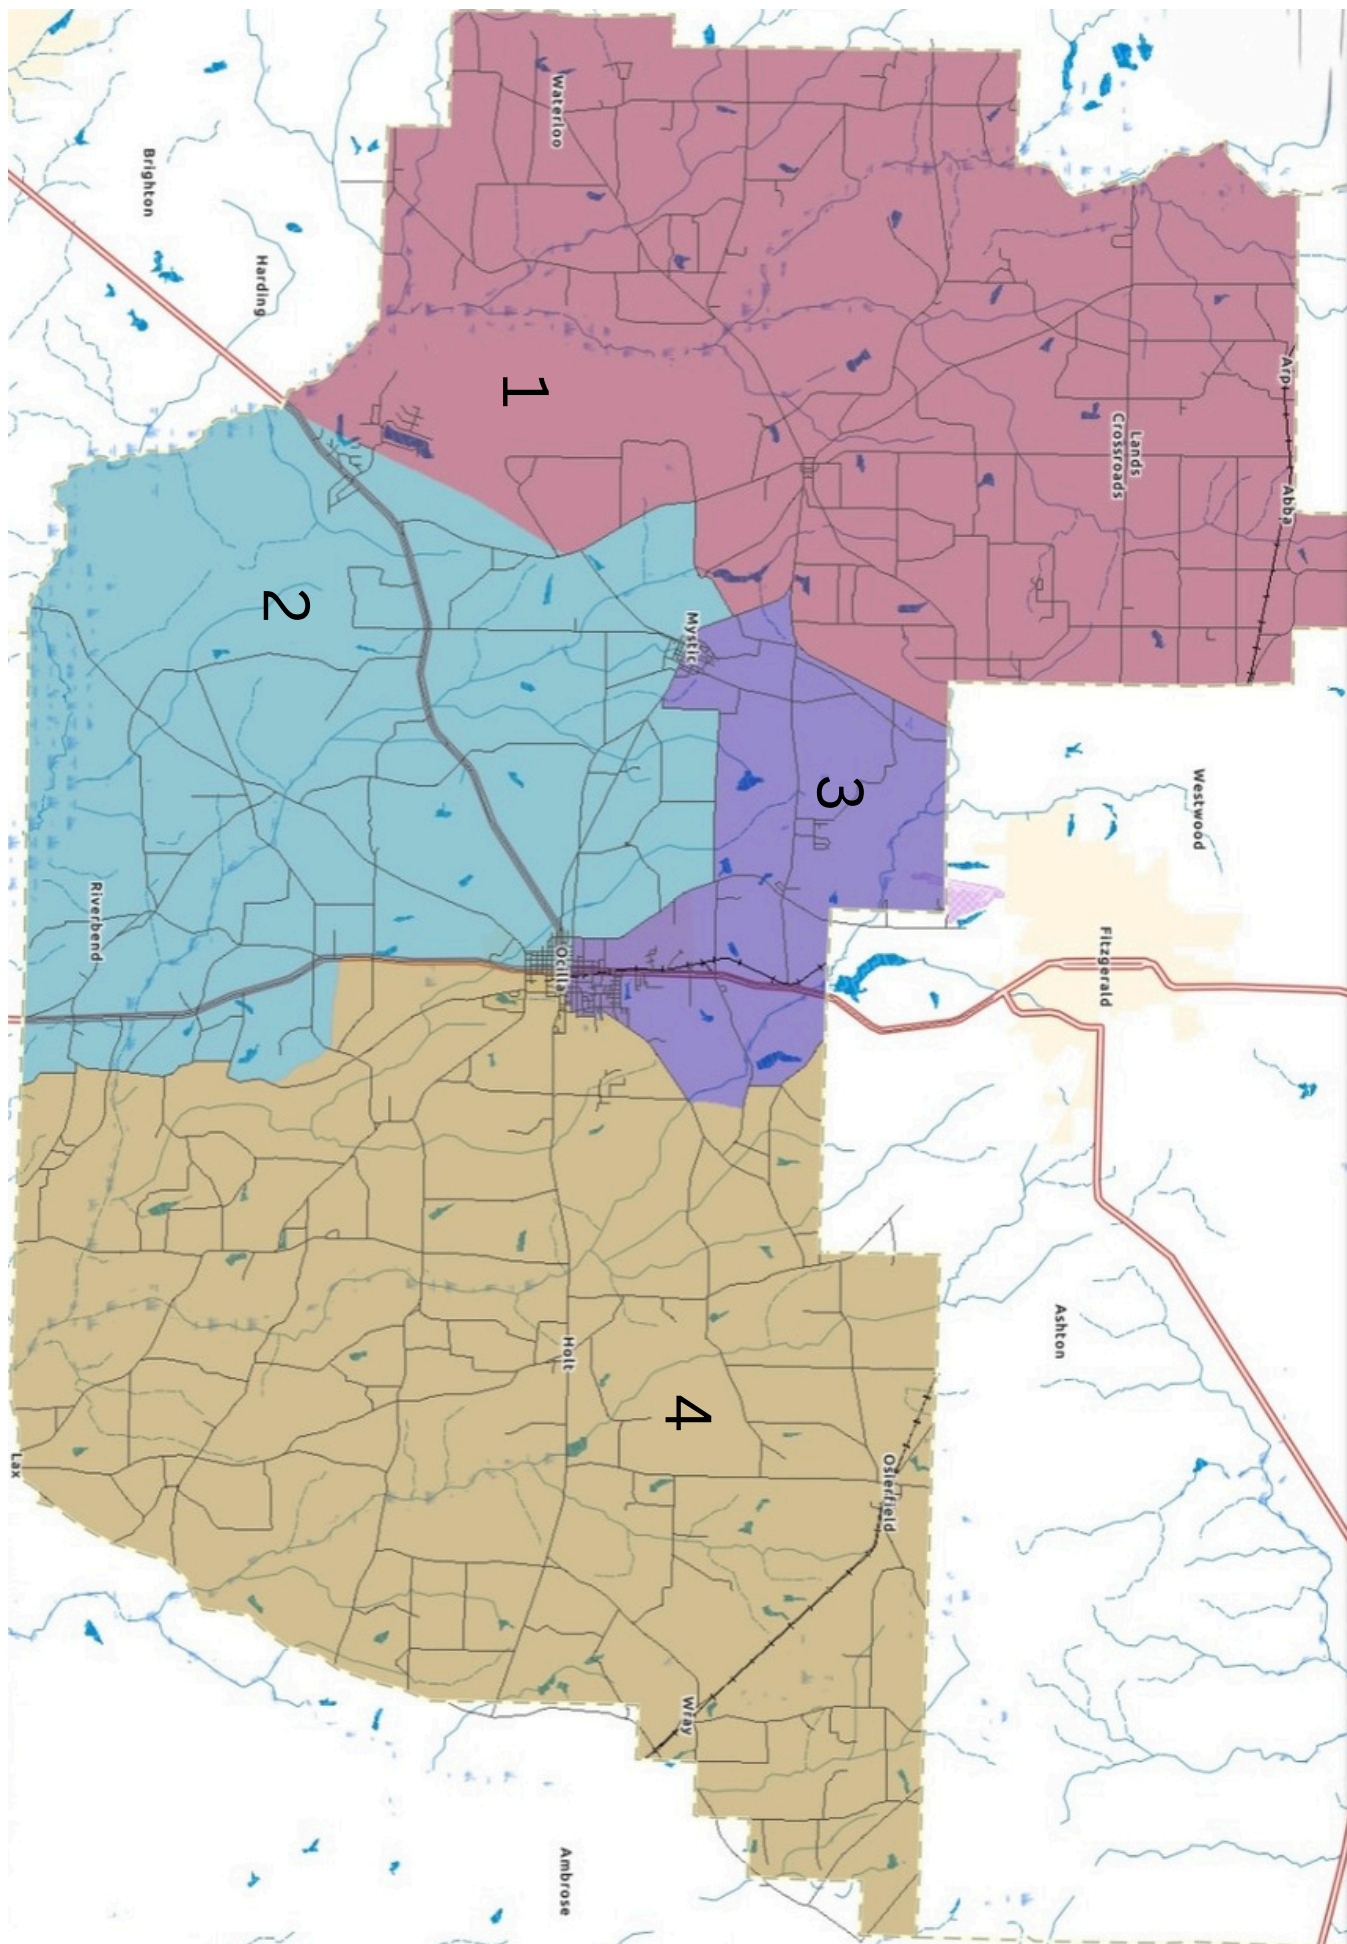 Waterloo
Brighton
Harding
1
Arp
Lands
Crossroads
Abba
2
Mystic
3
Westwood
Riverbend
Ocilla
Fitzgerald
Holt
4
Ashton
Lax
Osierfield
Wray
Ambrose